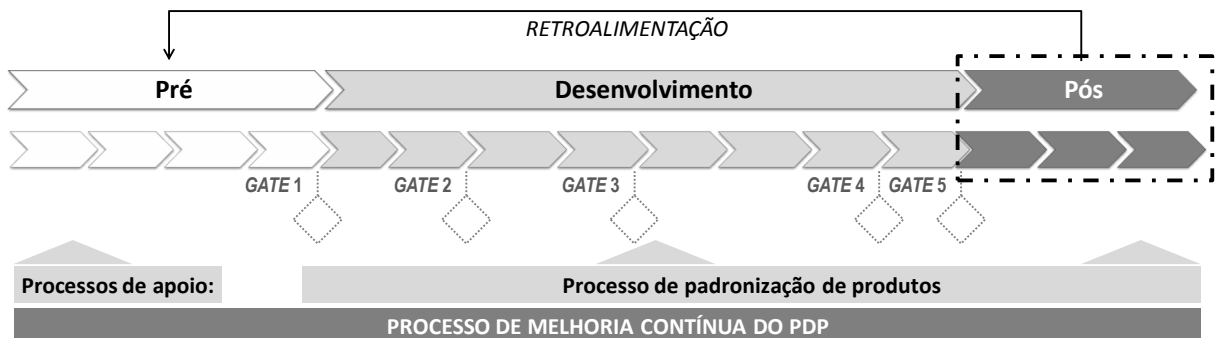 RETROALIMENTAÇÃO
Pré
Desenvolvimento
Pós
GATE 1
GATE 2
GATE 3
GATE 4
GATE 5
Processos de apoio:
Processo de padronização de produtos
PROCESSO DE MELHORIA CONTÍNUA DO PDP